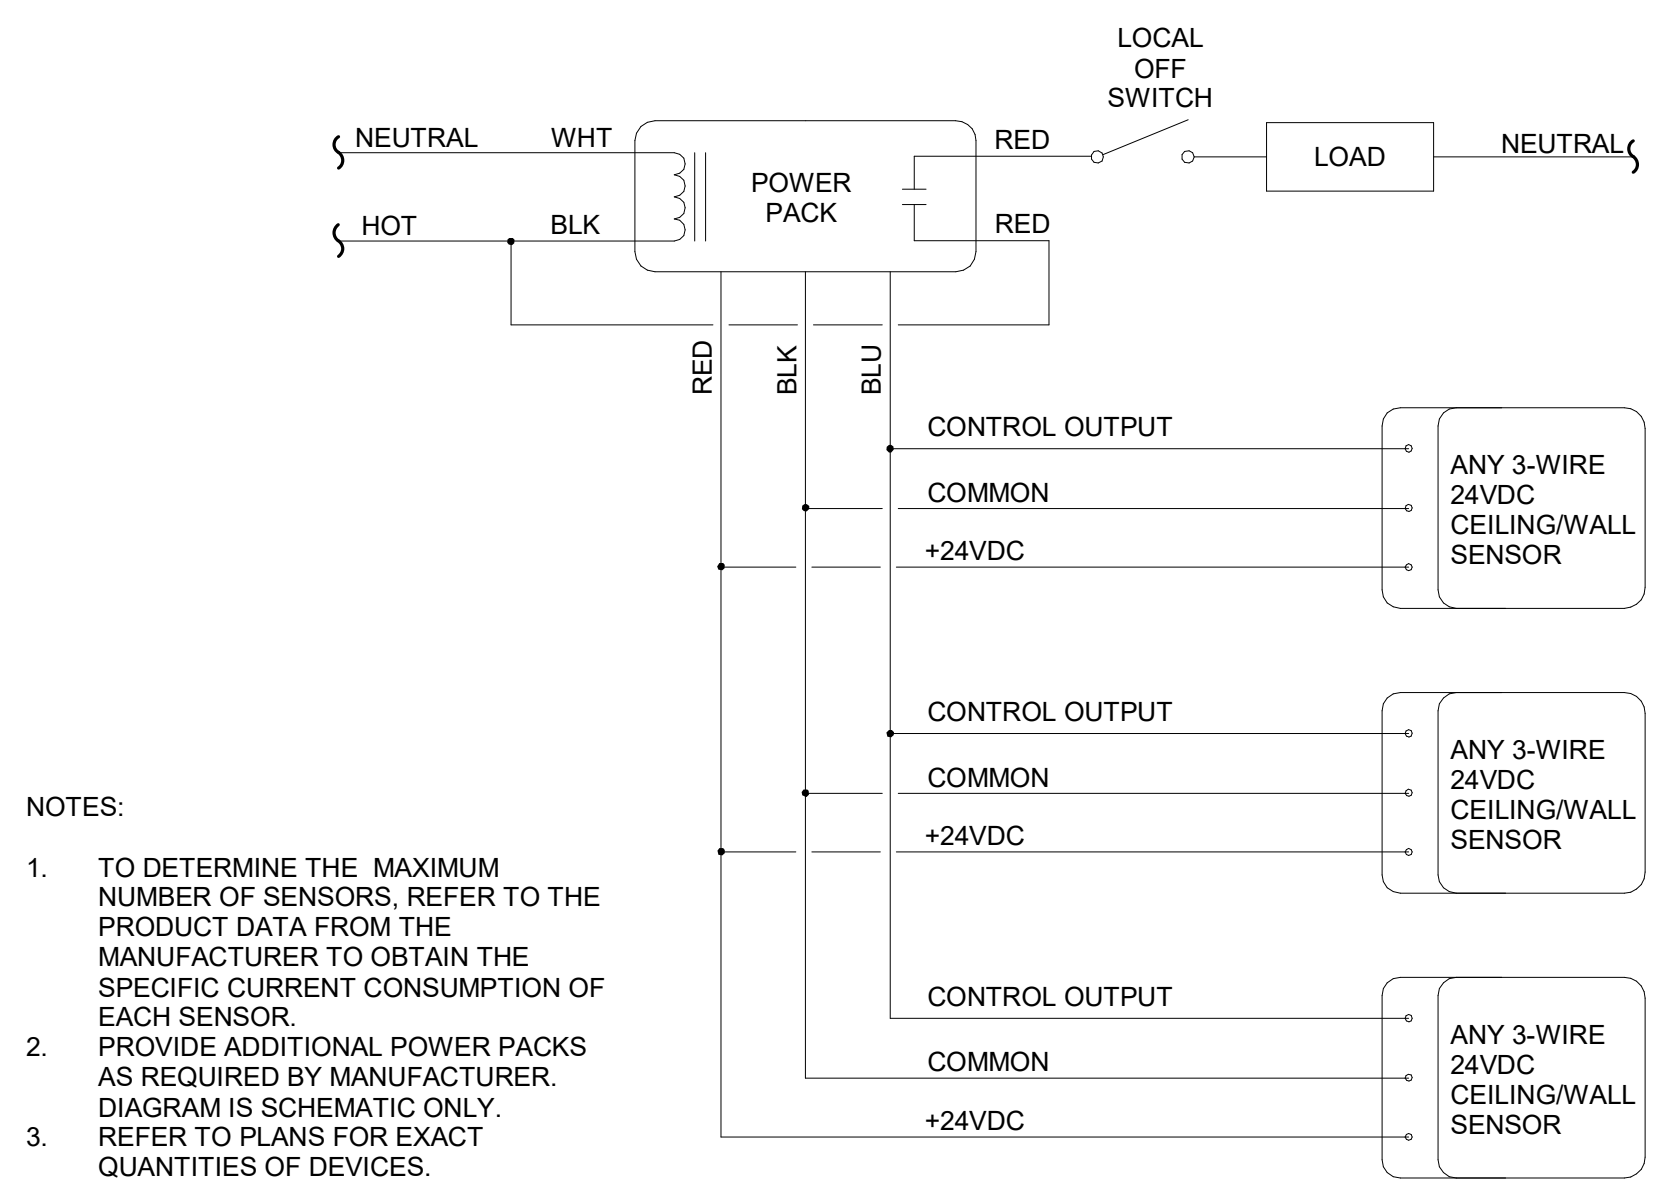 LOCAL
OFF
SWITCH
NEUTRAL WHT
RED
LOAD
NEUTRAL
POWER
PACK
HOT BLK
RED
RED
BLK
BLU
CONTROL OUTPUT
COMMON
+24VDC
ANY 3-WIRE
24VDC
CEILING/WALL
SENSOR
CONTROL OUTPUT
COMMON
+24VDC
ANY 3-WIRE
24VDC
CEILING/WALL
SENSOR
CONTROL OUTPUT
COMMON
+24VDC
ANY 3-WIRE
24VDC
CEILING/WALL
SENSOR
NOTES:
1. TO DETERMINE THE MAXIMUM
NUMBER OF SENSORS, REFER TO THE
PRODUCT DATA FROM THE
MANUFACTURER TO OBTAIN THE
SPECIFIC CURRENT CONSUMPTION OF
EACH SENSOR.
2. PROVIDE ADDITIONAL POWER PACKS
AS REQUIRED BY MANUFACTURER.
DIAGRAM IS SCHEMATIC ONLY.
3. REFER TO PLANS FOR EXACT
QUANTITIES OF DEVICES.